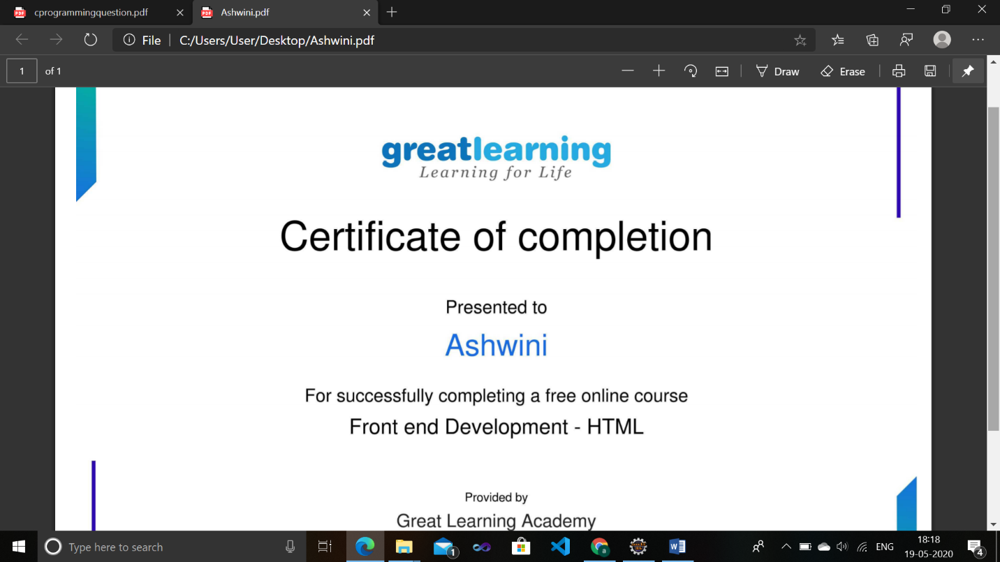 cprogrammingquestion.pdf
Ashwini.pdf
File
C:/Users/User/Desktop/Ashwini.pdf
1 of 1
Draw
Erase
greatlearning
Learning for Life
Certificate of completion
Presented to
Ashwini
For successfully completing a free online course
Front end Development - HTML
Provided by
Great Learning Academy
Type here to search
1
ENG
18:18
19-05-2020
4